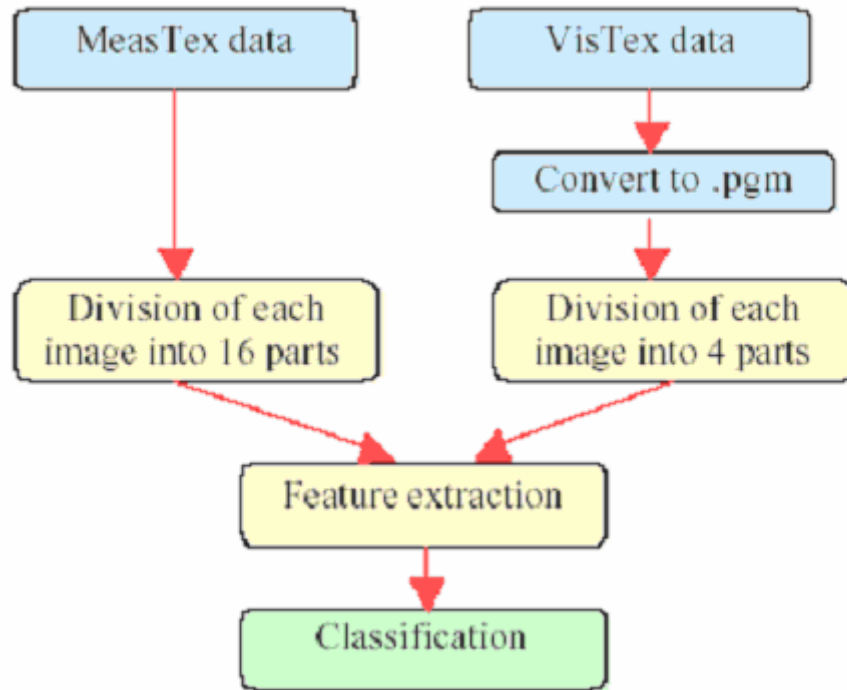 MeasTex data
VisTex data
Convert to .pgm
Division of each
image into 16 parts
Division of each
image into 4 parts
Feature extraction
Classification